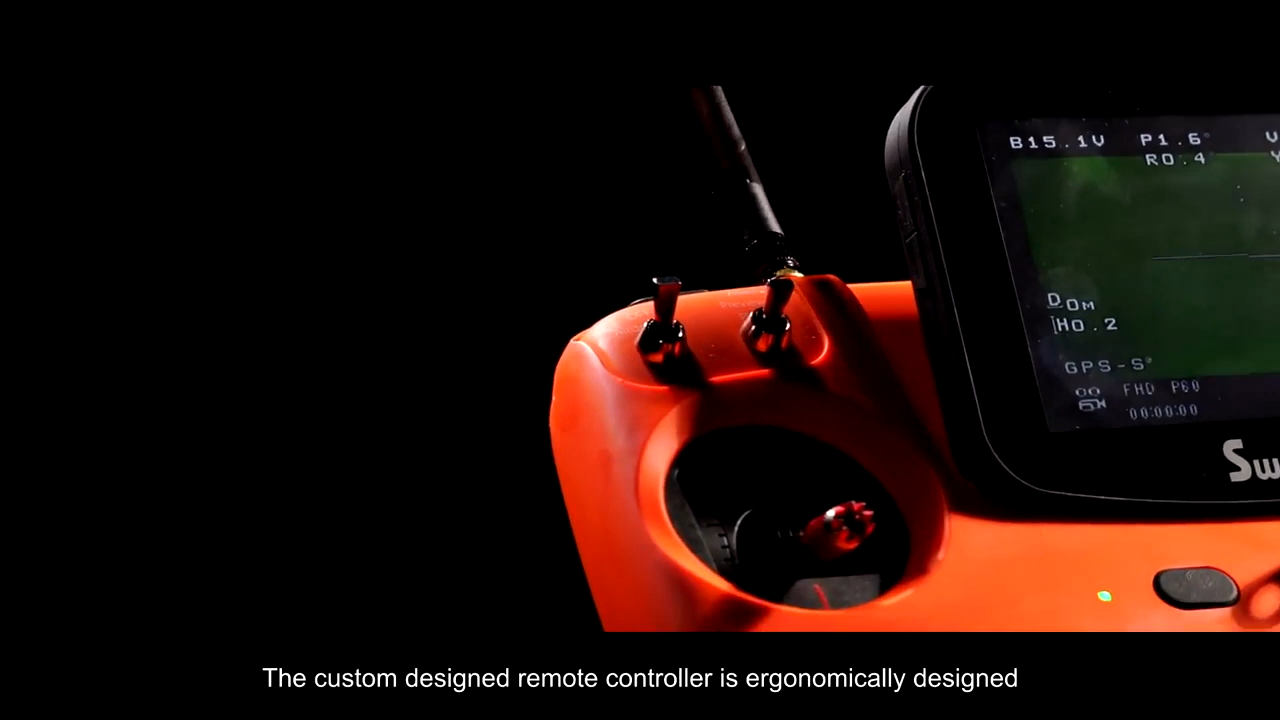 B15.1V P1.6° V
R0.4 Y
D0M
H0.2
GPS-S°
FHD P60
00:00:00
Sw
The custom designed remote controller is ergonomically designed